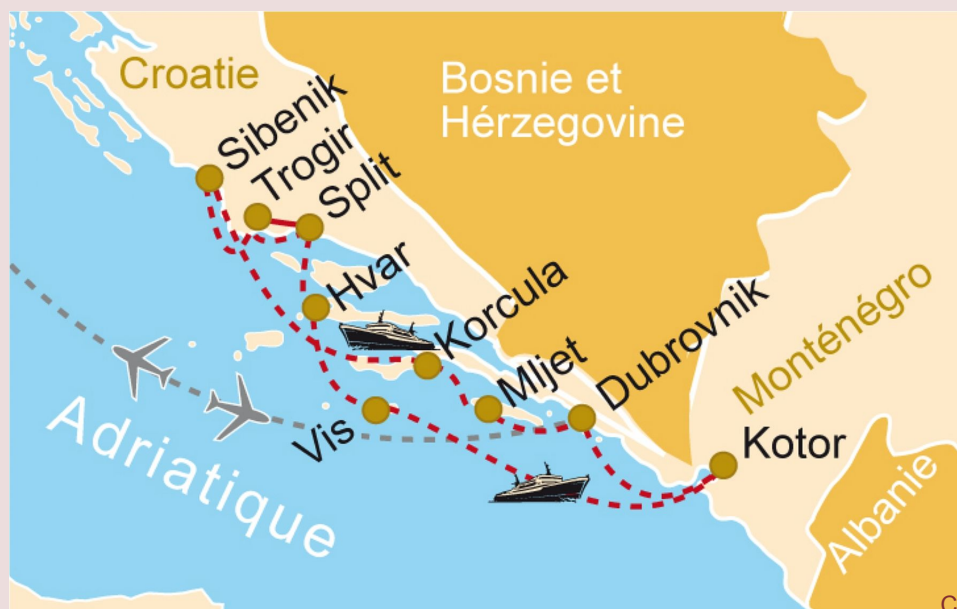 Croatie
Bosnie et
Hérzegovine
Sibenik
Trogir
Split
Hvar
Korcula
Mljet
Dubrovnik
Monténégro
Vis
Kotor
Adriatique
Albanie
C